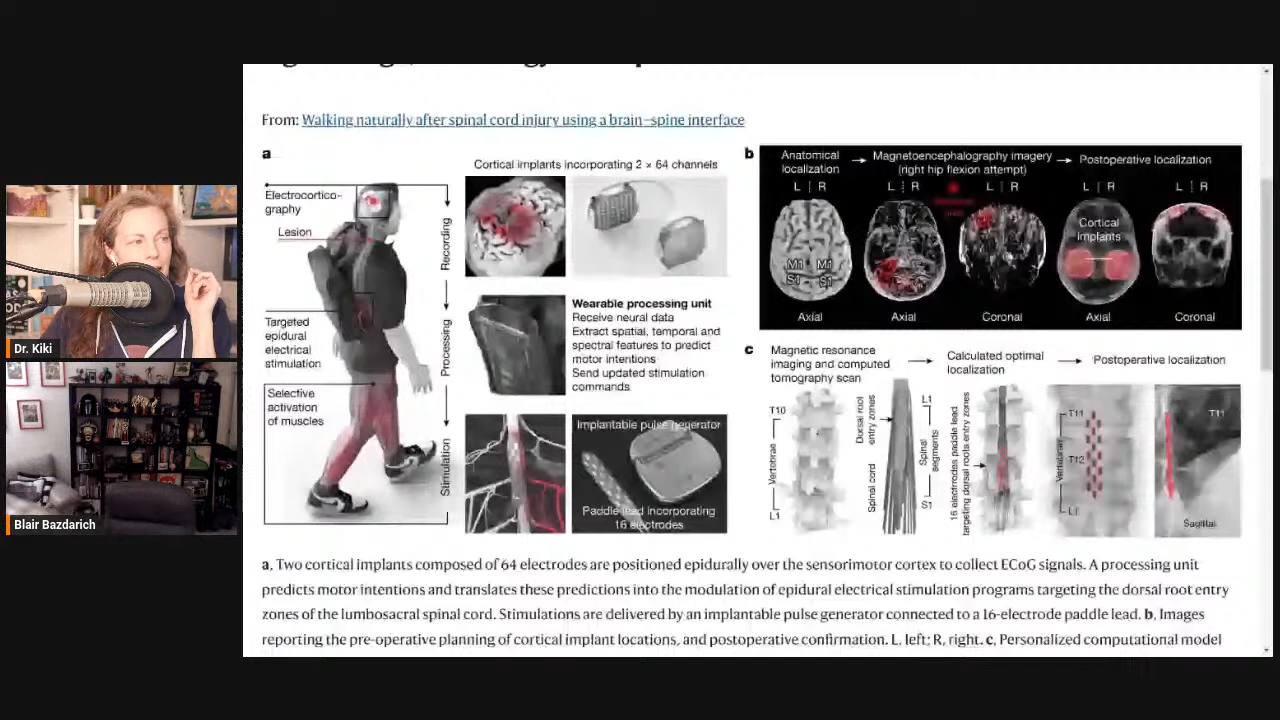 From: Walking naturally after spinal cord injury using a brain–spine interface
a
Cortical implants incorporating 2 × 64 channels
Electrocortico-
graphy
Lesion
Targeted
epidural
electrical
stimulation
Selective
activation
of muscles
Recording
Processing
Stimulation
Wearable processing unit
Receive neural data
Extract spatial, temporal and
spectral features to predict
motor intentions
Send updated stimulation
commands
Implantable pulse generator
Paddle lead incorporating
16 electrodes
b
Anatomical
localization
Magnetoencephalography imagery
(right hip flexion attempt)
Postoperative localization
L R
L R
L R
L R
L R
M1 M1
S1 S1
Cortical
implants
Axial
Axial
Coronal
Axial
Coronal
c
Magnetic resonance
imaging and computed
tomography scan
Calculated optimal
localization
Postoperative localization
T10
Vertebrae
L1
Dorsal root
entry zones
Spinal cord
L1
Spinal
segments
S1
16 electrodes paddle lead
targeting dorsal roots entry zones
T11
Vertebrae
T12
L1
T11
Sagittal
a, Two cortical implants composed of 64 electrodes are positioned epidurally over the sensorimotor cortex to collect ECoG signals. A processing unit
predicts motor intentions and translates these predictions into the modulation of epidural electrical stimulation programs targeting the dorsal root entry
zones of the lumbosacral spinal cord. Stimulations are delivered by an implantable pulse generator connected to a 16-electrode paddle lead. b, Images
reporting the pre-operative planning of cortical implant locations, and postoperative confirmation. L, left; R, right. c, Personalized computational model
Dr. Kiki
Blair Bazdarich